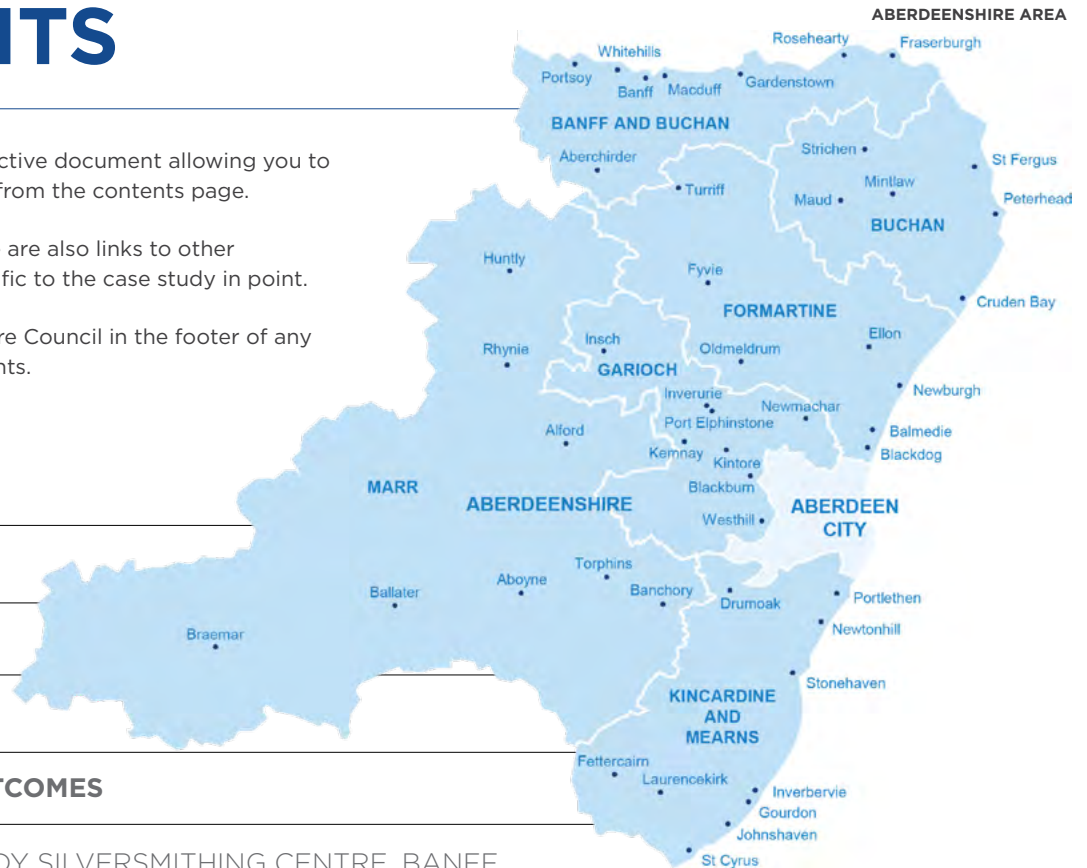 ITS
ABERDEENSHIRE AREA
ctive document allowing you to
from the contents page.
are also links to other
fic to the case study in point.
re Council in the footer of any
nts.
TCOMES
SILVERSMITHING CENTRE, BANFF
Rosehearty
Fraserburgh
Whitehills
Portsoy
Banff
Macduff
Gardenstown
BANFF AND BUCHAN
Aberchirder
Strichen
St Fergus
Turriff
Mintlaw
Maud
Peterhead
BUCHAN
Huntly
Fyvie
Cruden Bay
FORMARTINE
Ellon
Insch
Rhynie
Oldmeldrum
GARIOCH
Newburgh
Inverurie
Newmachar
Port Elphinstone
Alford
Balmedie
Kemnay
Blackdog
Kintore
MARR
Blackburn
ABERDEENSHIRE
ABERDEEN
CITY
Westhill
Torphins
Aboyne
Ballater
Banchory
Drumoak
Portlethen
Braemar
Newtonhill
Stonehaven
KINCARDINE
AND
MEARNS
Fettercairn
Laurencekirk
Inverbervie
Gourdon
Johnshaven
St Cyrus